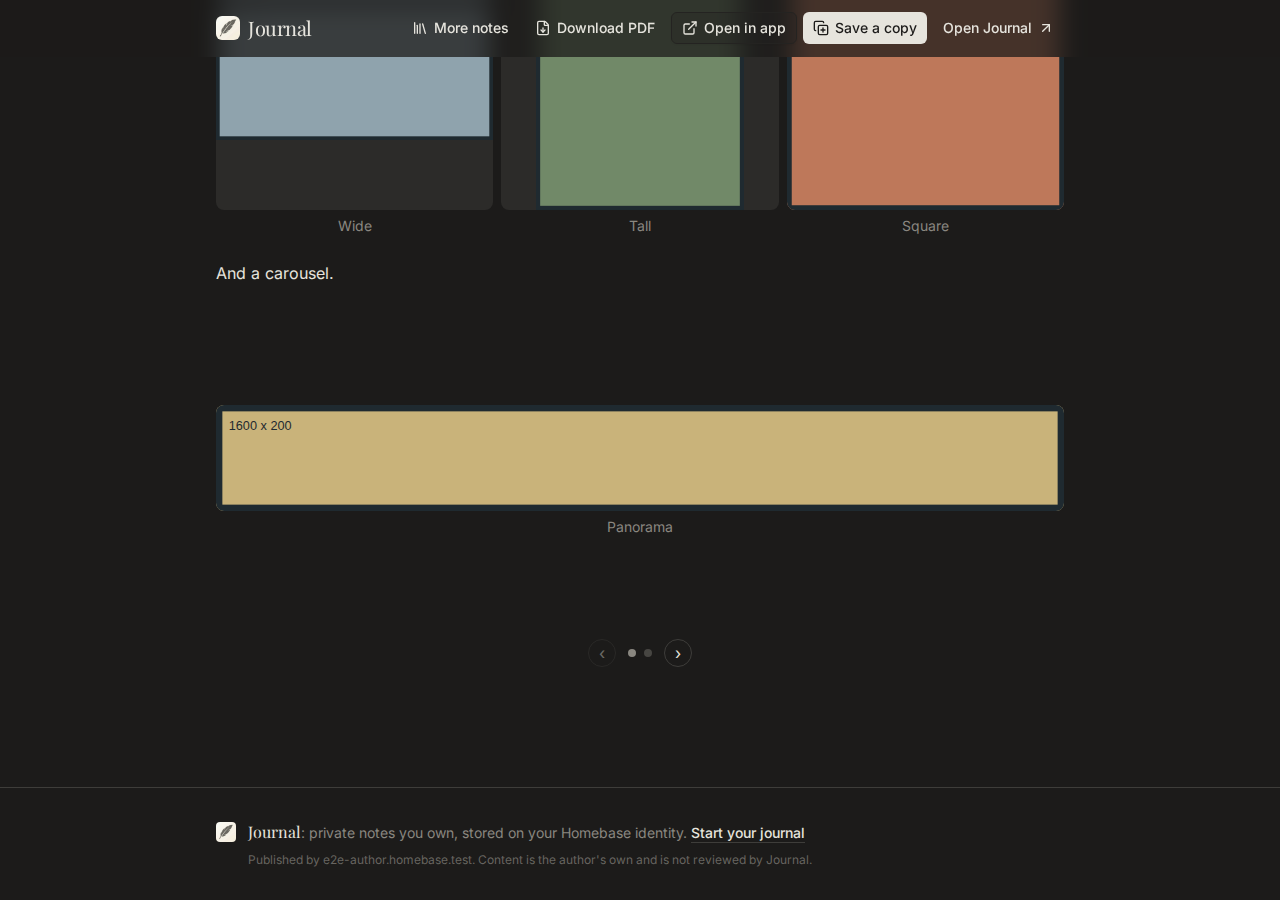 Journal
More notes
Download PDF
Open in app
Save a copy
Open Journal
Wide
Tall
Square
And a carousel.
1600 x 200
Panorama
Journal: private notes you own, stored on your Homebase identity. Start your journal
Published by e2e-author.homebase.test. Content is the author's own and is not reviewed by Journal.